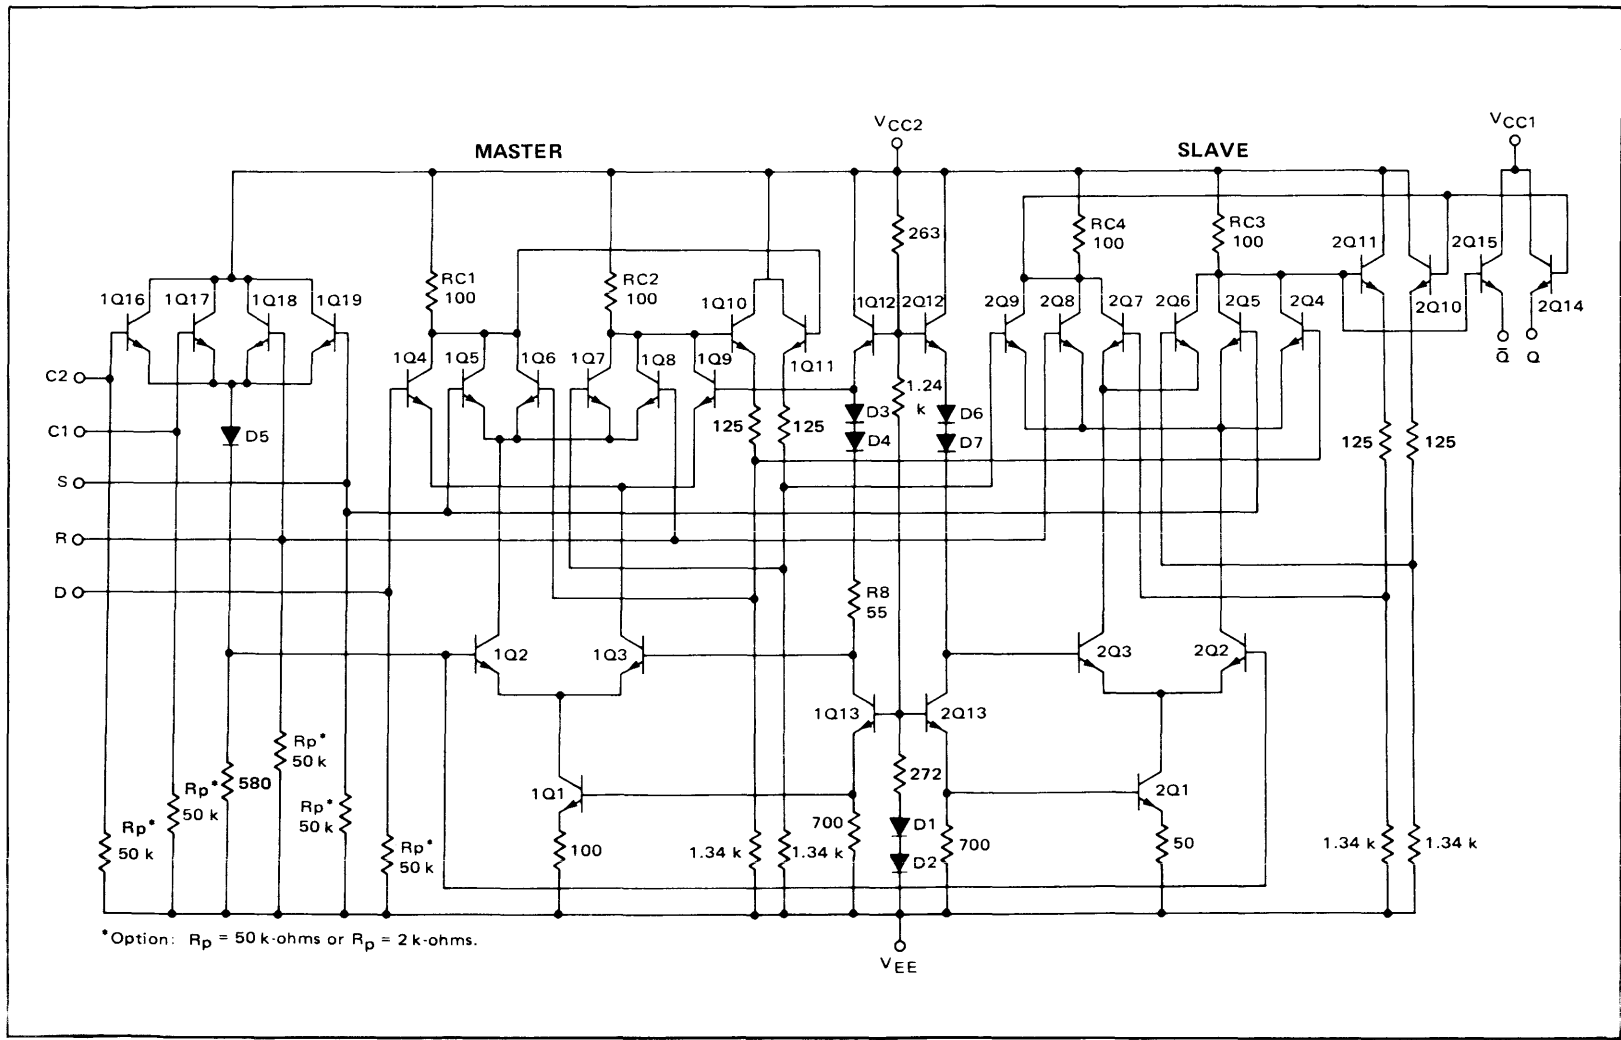 VCC2
VCC1
MASTER
SLAVE
263
RC1
100
RC2
100
RC4
100
RC3
100
1Q16
1Q17
1Q18
1Q19
1Q10
1Q12
2Q12
2Q9
2Q8
2Q7
2Q6
2Q5
2Q4
2Q11
2Q15
2Q10
2Q14
Q̅
Q
1Q4
1Q5
1Q6
1Q7
1Q8
1Q9
1Q11
C2
C1
S
R
D
D5
D3
D4
1.24
k
D6
D7
125
125
125
125
R8
55
1Q2
1Q3
2Q3
2Q2
1Q13
2Q13
Rp*
50 k
Rp*
50 k
Rp*
50 k
Rp*
50 k
Rp*
50 k
580
1Q1
100
1.34 k
1.34 k
700
272
D1
D2
700
2Q1
50
1.34 k
1.34 k
*Option: Rp = 50 k-ohms or Rp = 2 k-ohms.
VEE